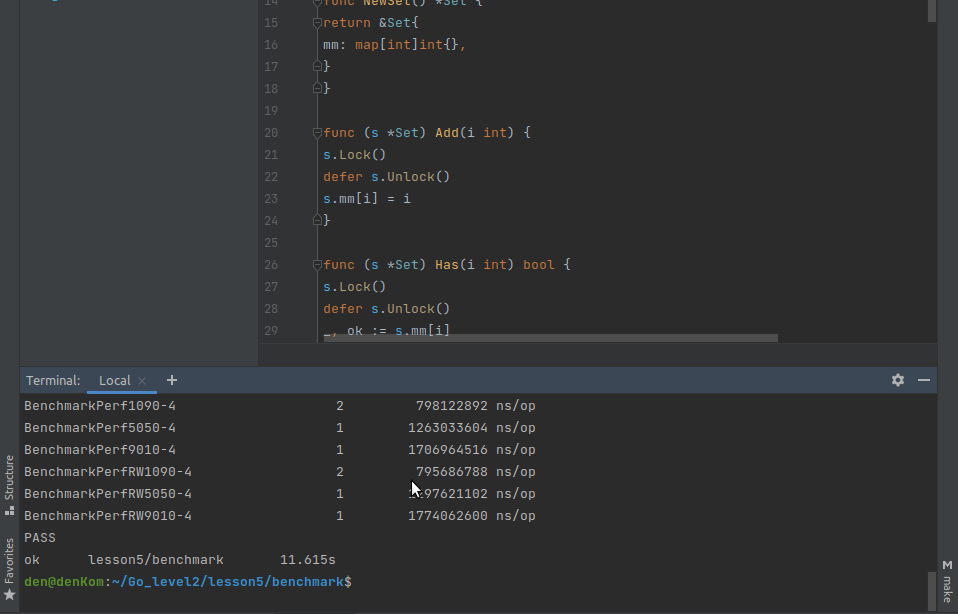 14 func NewSet() *Set {
15 return &Set{
16 mm: map[int]int{},
17 }
18 }
19
20 func (s *Set) Add(i int) {
21 s.Lock()
22 defer s.Unlock()
23 s.mm[i] = i
24 }
25
26 func (s *Set) Has(i int) bool {
27 s.Lock()
28 defer s.Unlock()
29 _, ok := s.mm[i]
Terminal: Local × +
BenchmarkPerf1090-4 2 798122892 ns/op
BenchmarkPerf5050-4 1 1263033604 ns/op
BenchmarkPerf9010-4 1 1706964516 ns/op
BenchmarkPerfRW1090-4 2 795686788 ns/op
BenchmarkPerfRW5050-4 1 ns/op
BenchmarkPerfRW9010-4 1 1774062600 ns/op
PASS
ok lesson5/benchmark 11.615s
den@denKom:~/Go_level2/lesson5/benchmark$
Structure
Favorites
M
make